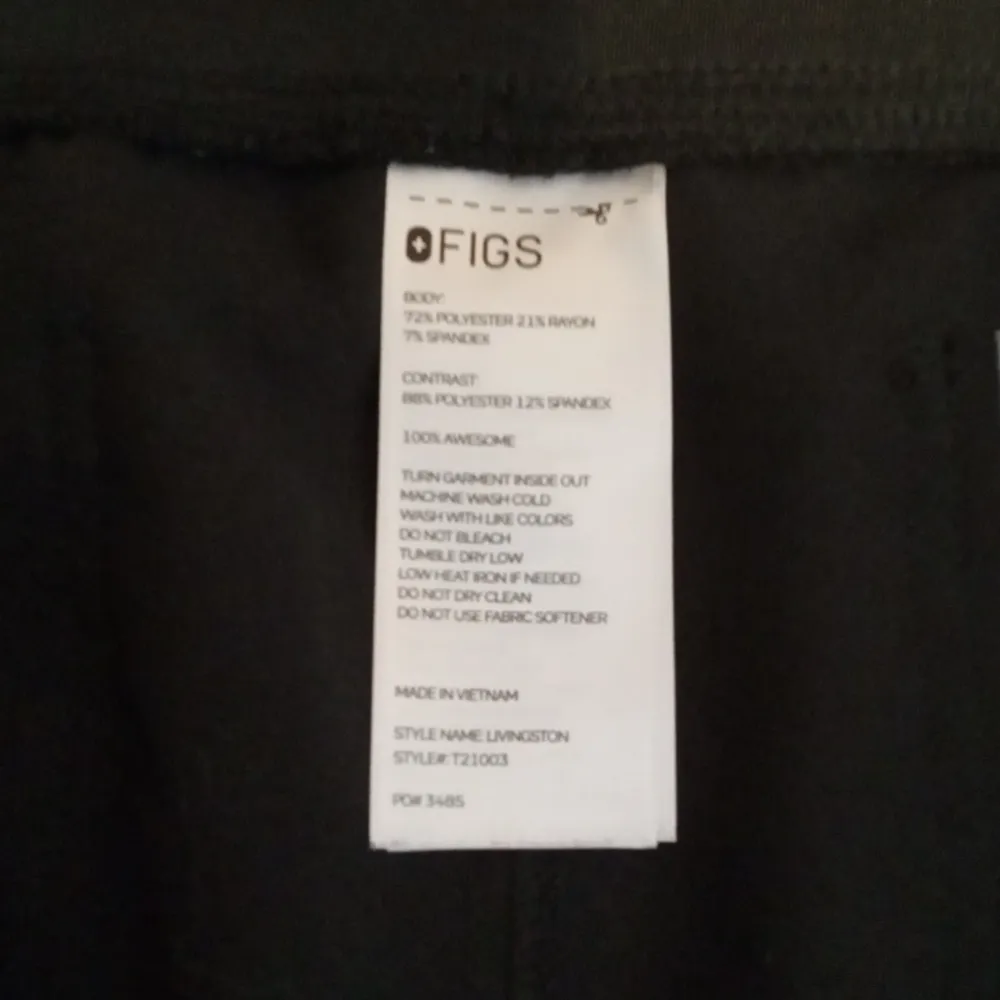 FIGS
BODY:
72% POLYESTER 21% RAYON
7% SPANDEX
CONTRAST:
88% POLYESTER 12% SPANDEX
100% AWESOME
TURN GARMENT INSIDE OUT
MACHINE WASH COLD
WASH WITH LIKE COLORS
DO NOT BLEACH
TUMBLE DRY LOW
LOW HEAT IRON IF NEEDED
DO NOT DRY CLEAN
DO NOT USE FABRIC SOFTENER
MADE IN VIETNAM
STYLE NAME: LIVINGSTON
STYLE#: T21003
PO# 3485